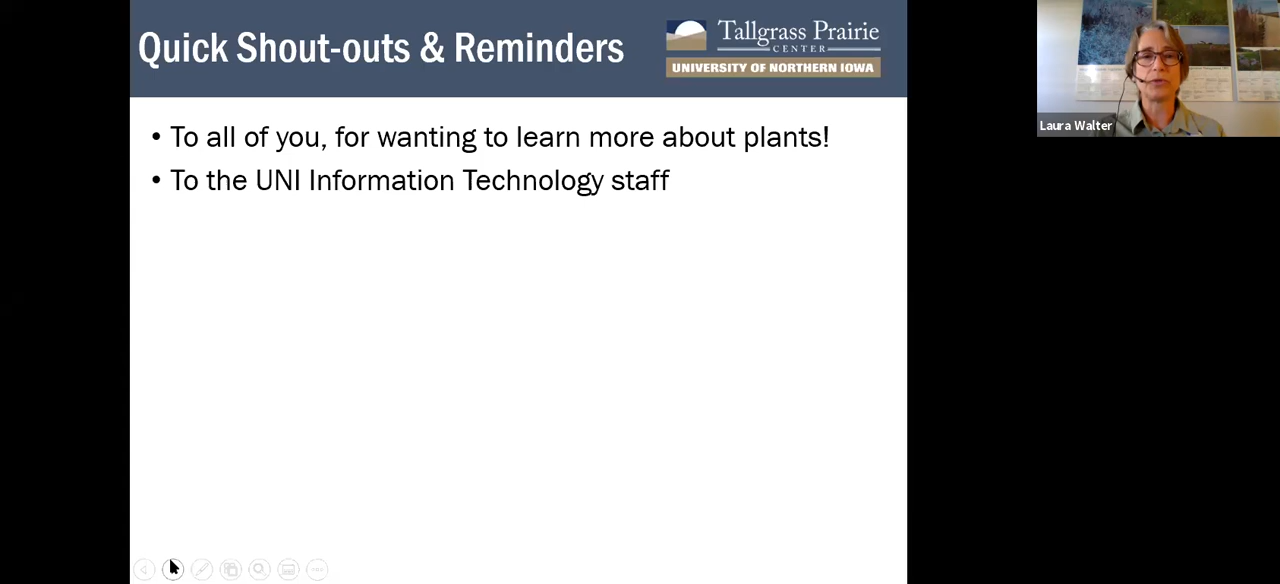 Quick Shout-outs & Reminders
Tallgrass Prairie
CENTER
UNIVERSITY OF NORTHERN IOWA
• To all of you, for wanting to learn more about plants!
• To the UNI Information Technology staff
Laura Walter